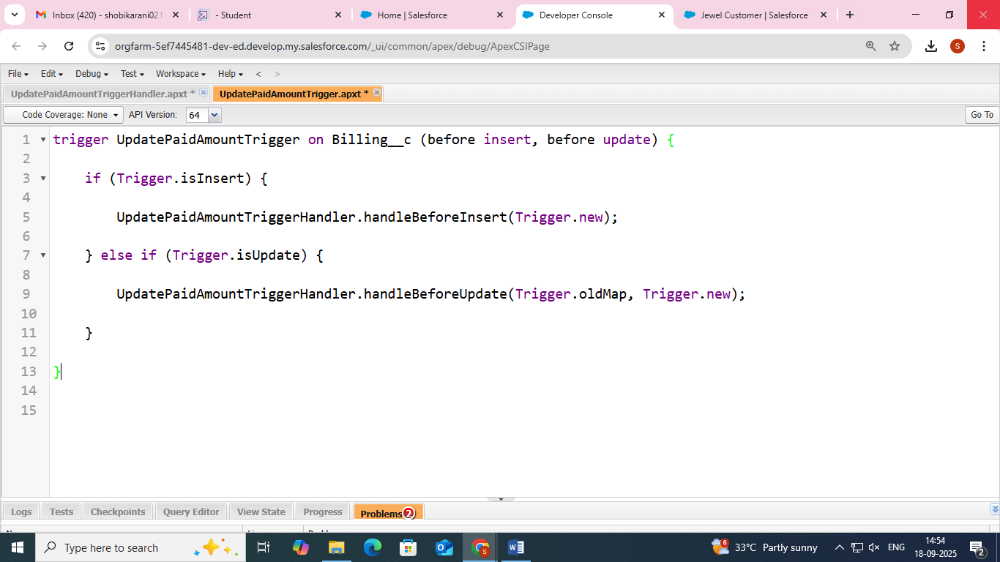 Inbox (420) - shobikarani021
- Student
Home | Salesforce
Developer Console
Jewel Customer | Salesforce
orgfarm-5ef7445481-dev-ed.develop.my.salesforce.com/_ui/common/apex/debug/ApexCSIPage
S
File Edit Debug Test Workspace Help < >
UpdatePaidAmountTriggerHandler.apxt *
UpdatePaidAmountTrigger.apxt *
Code Coverage: None API Version: 64 Go To
1 trigger UpdatePaidAmountTrigger on Billing__c (before insert, before update) {
2
3 if (Trigger.isInsert) {
4
5 UpdatePaidAmountTriggerHandler.handleBeforeInsert(Trigger.new);
6
7 } else if (Trigger.isUpdate) {
8
9 UpdatePaidAmountTriggerHandler.handleBeforeUpdate(Trigger.oldMap, Trigger.new);
10
11 }
12
13 }
14
15
Logs Tests Checkpoints Query Editor View State Progress Problems 2
Type here to search
S
6
33°C Partly sunny
ENG
14:54
18-09-2025
2